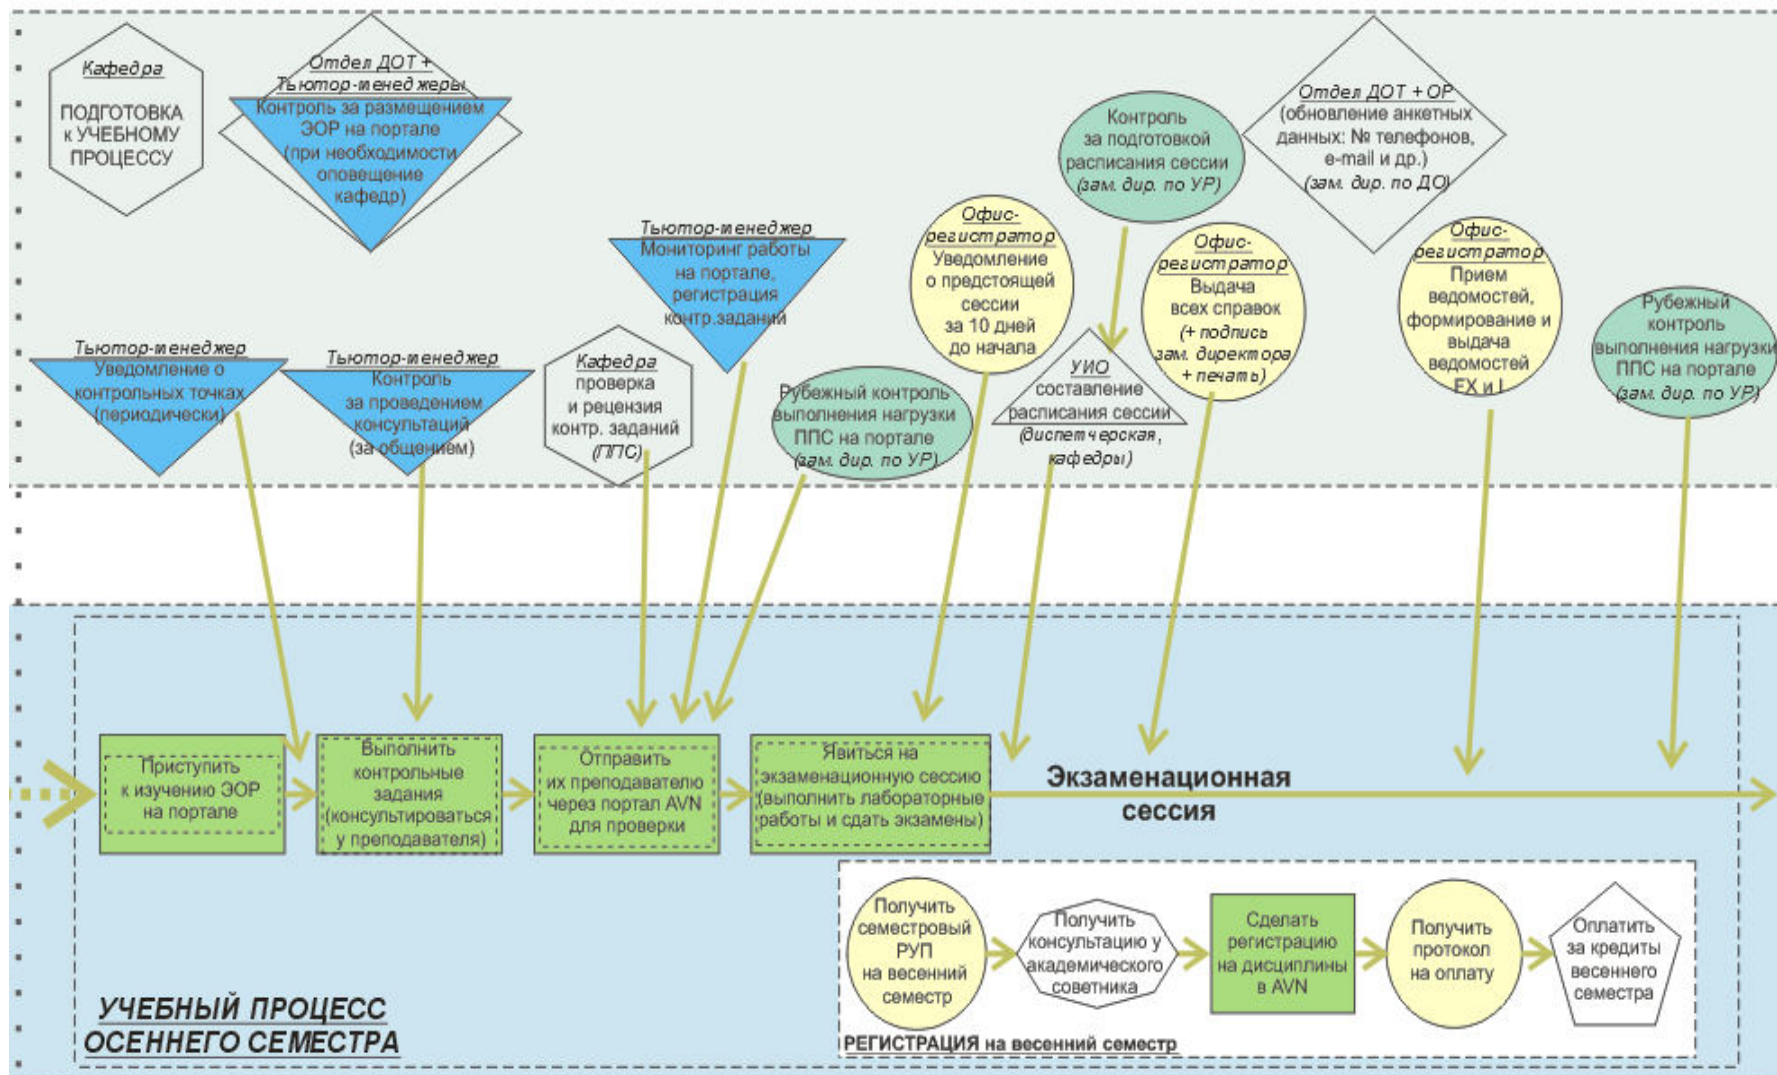 Кафедра
ПОДГОТОВКА
к УЧЕБНОМУ
ПРОЦЕССУ
Отдел ДОТ +
Тьютор-менеджеры
Контроль за размещением
ЭОР на портале
(при необходимости
оповещение
кафедр)
Контроль
за подготовкой
расписания сессии
(зам. дир. по УР)
Отдел ДОТ + ОР
(обновление анкетных
данных: № телефонов,
e-mail и др.)
(зам. дир. по ДО)
Тьютор-менеджер
Мониторинг работы
на портале,
регистрация
контр.заданий
Офис-
регистратор
Уведомление
о предстоящей
сессии
за 10 дней
до начала
Офис-
регистратор
Выдача
всех справок
(+ подпись
зам. директора
+ печать)
Офис-
регистратор
Прием
ведомостей,
формирование и
выдача
ведомостей
FX и I
Рубежный
контроль
выполнения нагрузки
ППС на портале
(зам. дир. по УР)
Тьютор-менеджер
Уведомление о
контрольных точках
(периодически)
Тьютор-менеджер
Контроль
за проведением
консультаций
(за общением)
Кафедра
проверка
и рецензия
контр. заданий
(ППС)
Рубежный контроль
выполнения нагрузки
ППС на портале
(зам. дир. по УР)
УИО
составление
расписания сессии
(диспетчерская,
кафедры)
Приступить
к изучению ЭОР
на портале
Выполнить
контрольные
задания
(консультироваться
у преподавателя)
Отправить
их преподавателю
через портал AVN
для проверки
Явиться на
экзаменационную сессию
(выполнить лабораторные
работы и сдать экзамены)
Экзаменационная
сессия
Получить
семестровый
РУП
на весенний
семестр
Получить
консультацию у
академического
советника
Сделать
регистрацию
на дисциплины
в AVN
Получить
протокол
на оплату
Оплатить
за кредиты
весеннего
семестра
РЕГИСТРАЦИЯ на весенний семестр
УЧЕБНЫЙ ПРОЦЕСС
ОСЕННЕГО СЕМЕСТРА